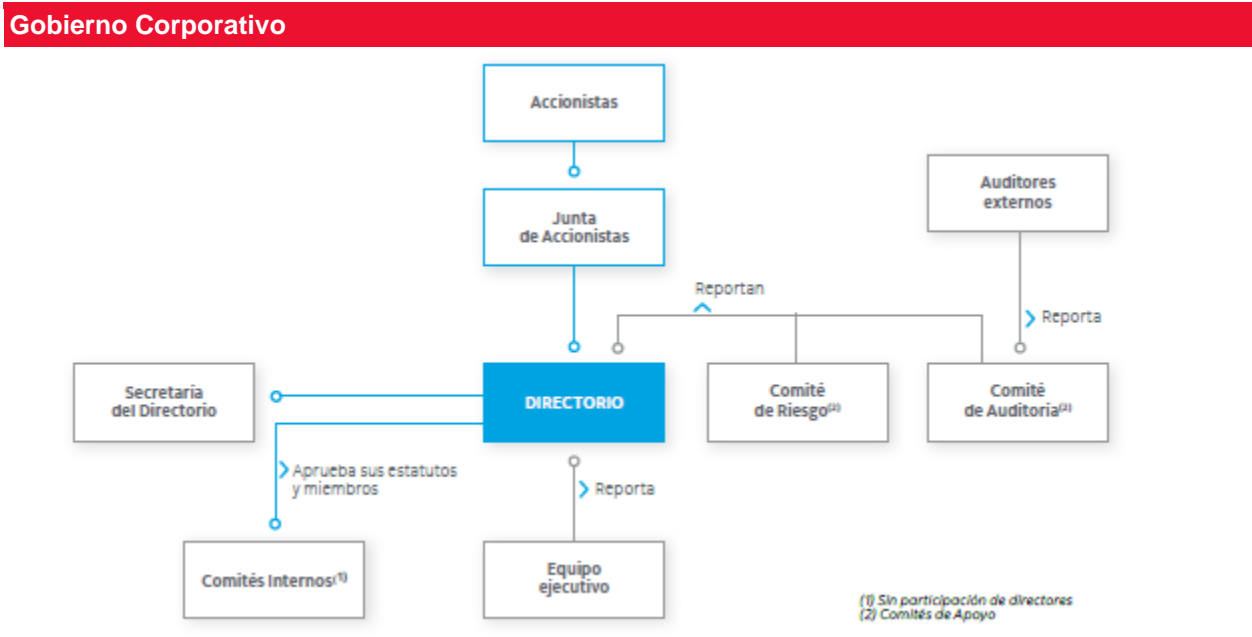 Gobierno Corporativo
Accionistas
Auditores
externos
Junta
de Accionistas
Reportan
Reporta
Secretaría
del Directorio
DIRECTORIO
Comité
de Riesgo(2)
Comité
de Auditoria(2)
Aprueba sus estatutos
y miembros
Reporta
Comités Internos(1)
Equipo
ejecutivo
(1) Sin participación de directores
(2) Comités de Apoyo